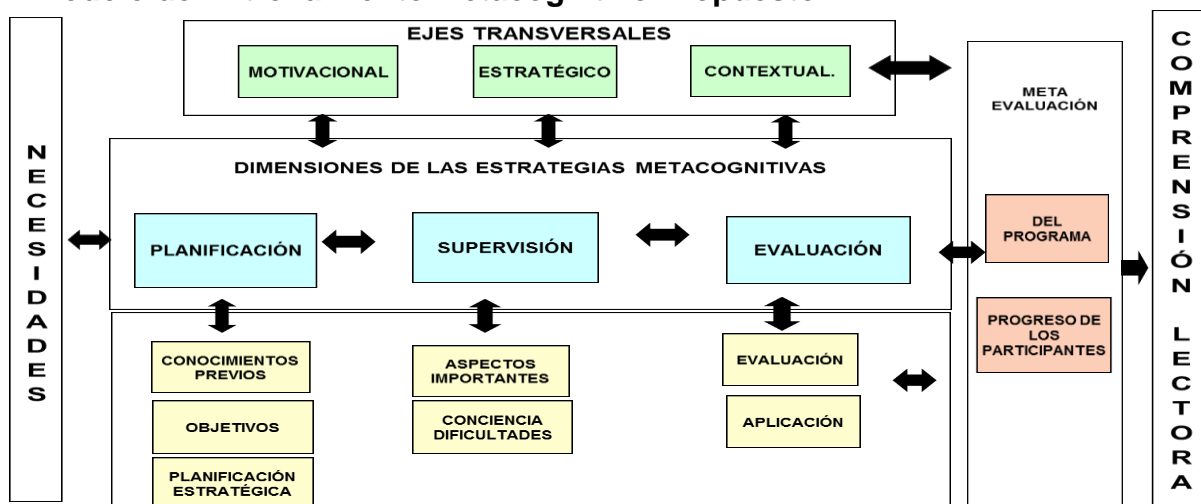 EJES TRANSVERSALES
MOTIVACIONAL
ESTRATÉGICO
CONTEXTUAL.
NECESIDADES
DIMENSIONES DE LAS ESTRATEGIAS METACOGNITIVAS
PLANIFICACIÓN
SUPERVISIÓN
EVALUACIÓN
CONOCIMIENTOS
PREVIOS
OBJETIVOS
PLANIFICACIÓN
ESTRATÉGICA
ASPECTOS
IMPORTANTES
CONCIENCIA
DIFICULTADES
EVALUACIÓN
APLICACIÓN
META
EVALUACIÓN
DEL
PROGRAMA
PROGRESO DE
LOS
PARTICIPANTES
COMPRENSIÓN LECTORA